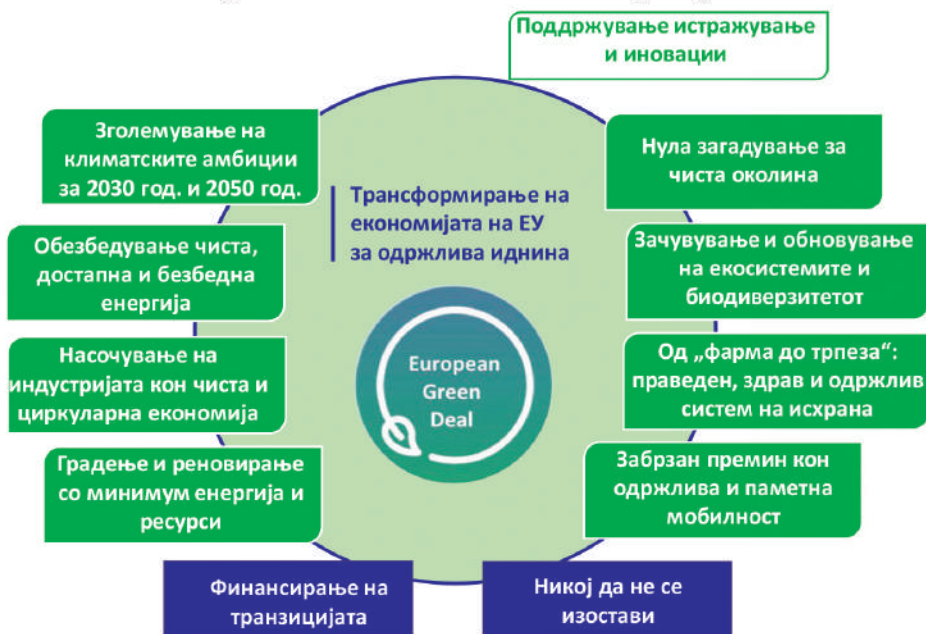 Поддржување истражување
и иновации
Зголемување на
климатските амбиции
за 2030 год. и 2050 год.
Нула загадување за
чиста околина
Трансформирање на
економијата на ЕУ
за одржлива иднина
Обезбедување чиста,
достапна и безбедна
енергија
Зачувување и обновување
на екосистемите и
биодиверзитетот
Насочување на
индустријата кон чиста и
циркуларна економија
European
Green
Deal
Од „фарма до трпеза“:
праведен, здрав и одржлив
систем на исхрана
Градење и реновирање
со минимум енергија и
ресурси
Забрзан премин кон
одржлива и паметна
мобилност
Финансирање на
транзицијата
Никој да не се
изостави